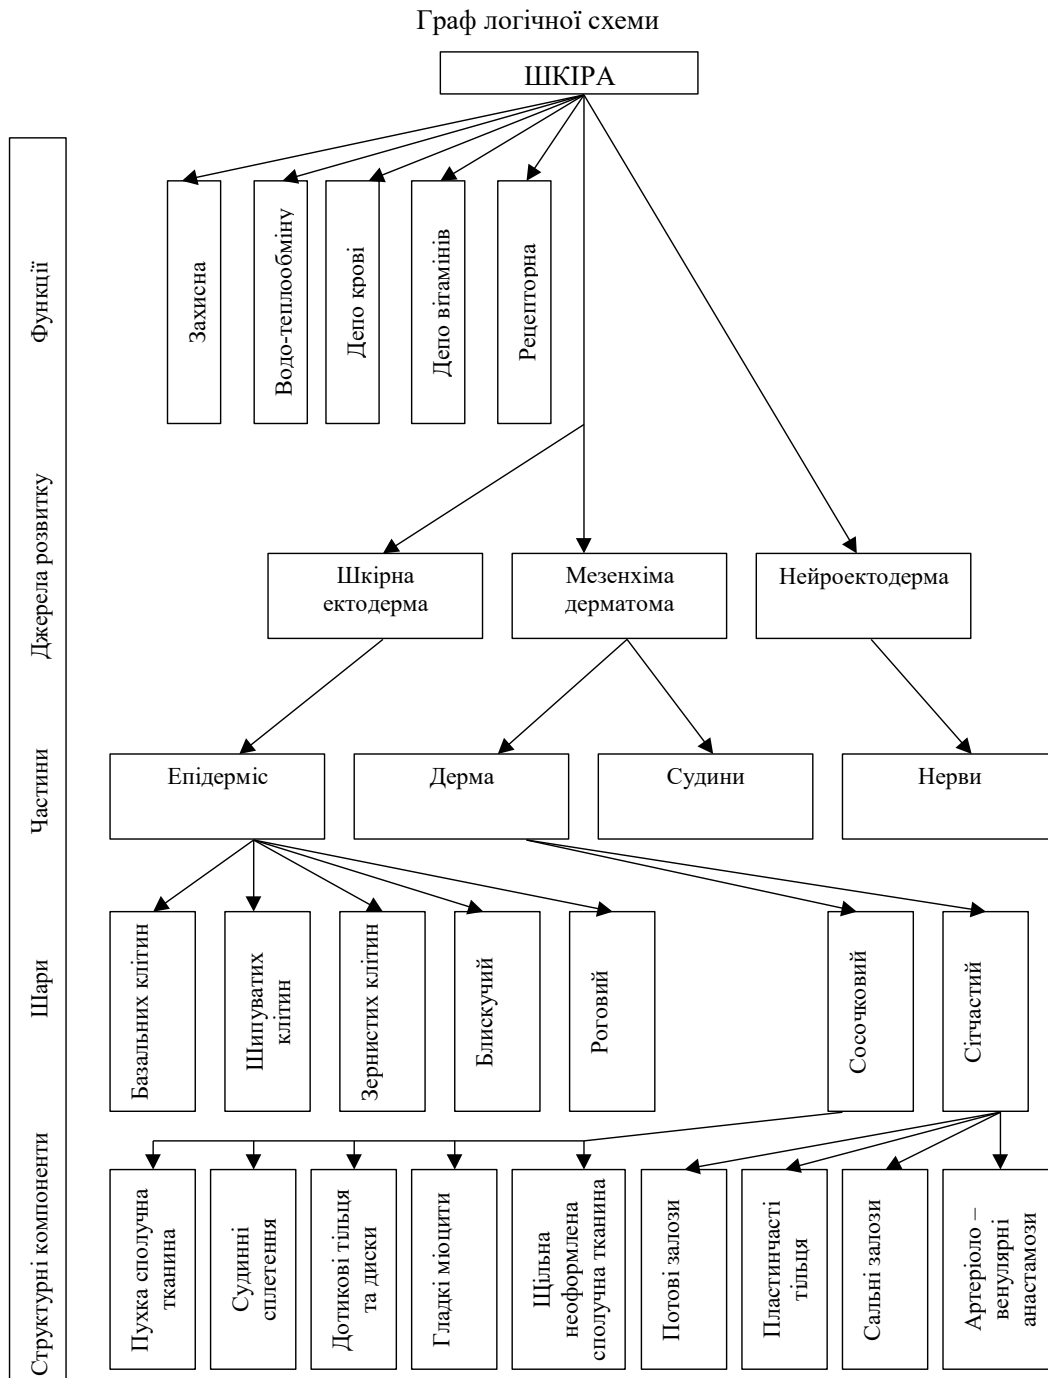 Граф логічної схеми
ШКІРА
Функції
Захисна
Водо-теплообміну
Депо крові
Депо вітамінів
Рецепторна
Джерела розвитку
Шкірна
ектодерма
Мезенхіма
дерматома
Нейроектодерма
Частини
Епідерміс
Дерма
Судини
Нерви
Шари
Базальних клітин
Шипуватих
клітин
Зернистих клітин
Блискучий
Роговий
Сосочковий
Сітчастий
Структурні компоненти
Пухка сполучна
тканина
Судинні
сплетення
Дотикові тільця
та диски
Гладкі міоцити
Щільна
неоформлена
сполучна тканина
Потові залози
Пластинчасті
тільця
Сальні залози
Артеріоло –
венулярні
анастамози